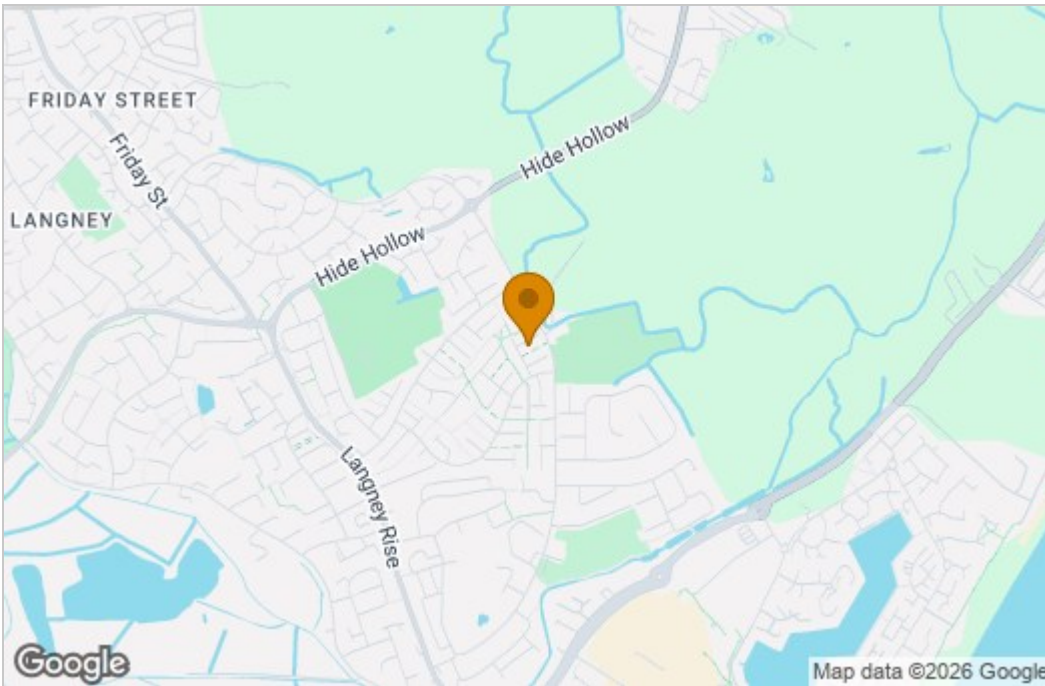 FRIDAY STREET
Friday St
Hide Hollow
LANGNEY
Hide Hollow
Langney Rise
Google
Map data ©2026 Google